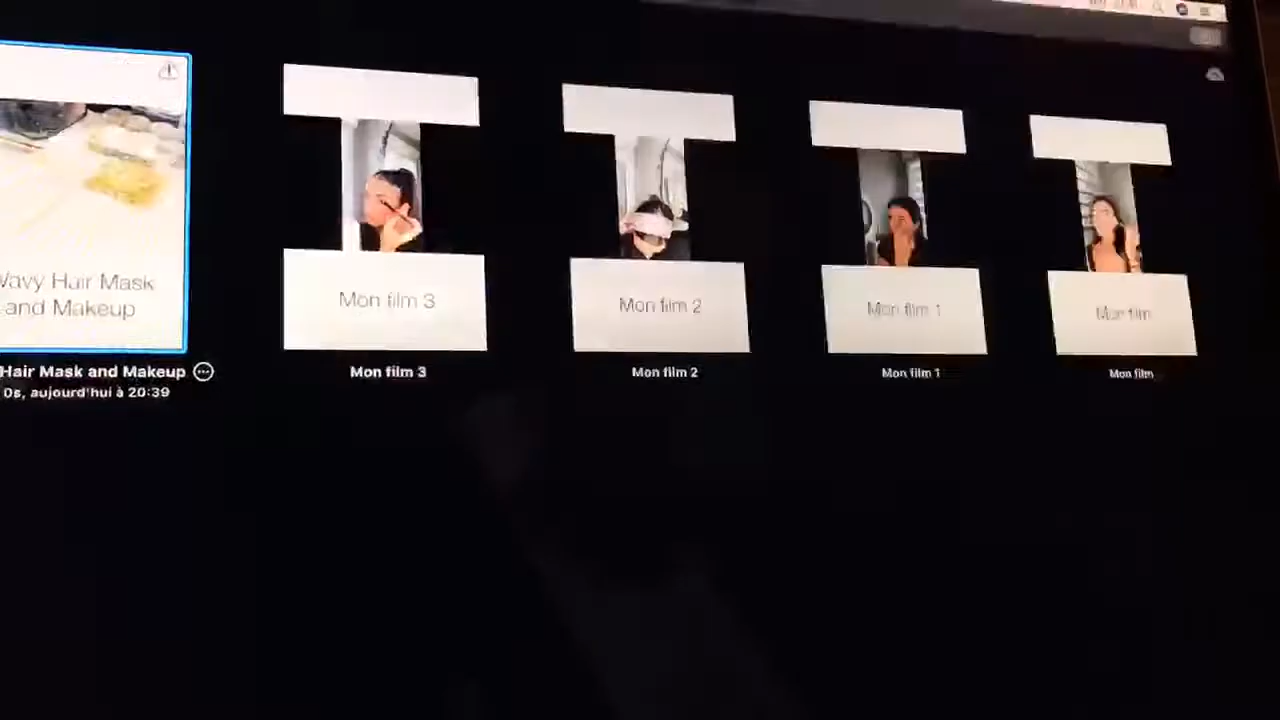 Wavy Hair Mask
and Makeup
Hair Mask and Makeup
0s, aujourd'hui à 20:39
Mon film 3
Mon film 3
Mon film 2
Mon film 2
Mon film 1
Mon film 1
Mon film
Mon film